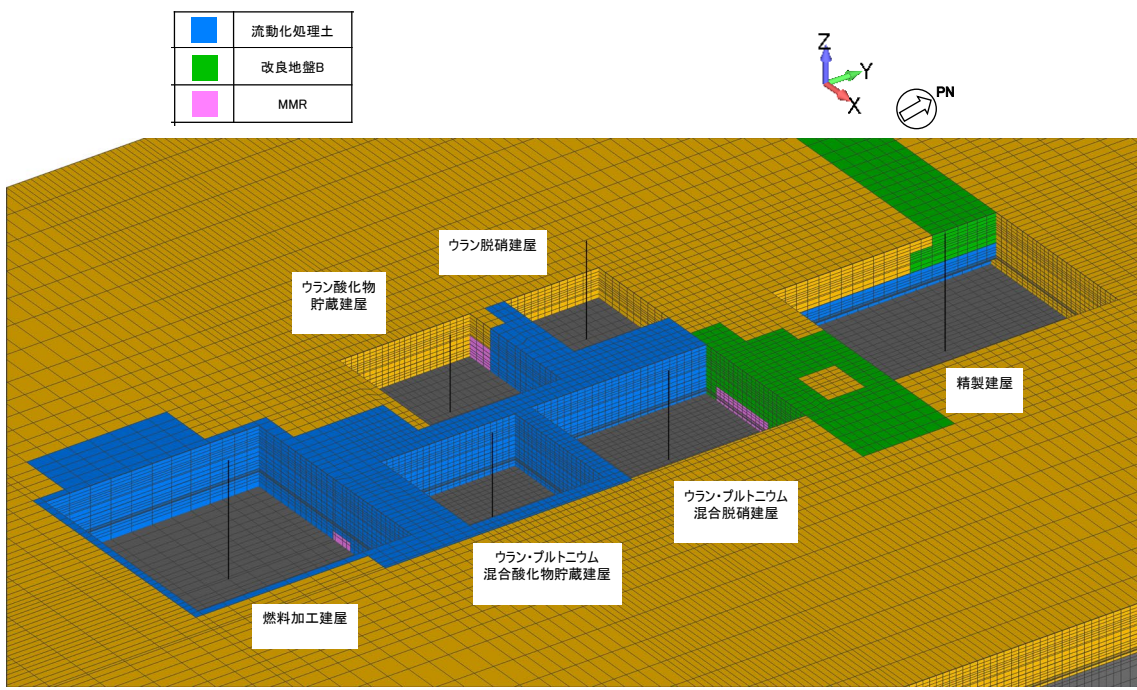 流動化処理土
改良地盤B
MMR
Z
Y
X
PN
ウラン脱硝建屋
ウラン酸化物
貯蔵建屋
精製建屋
ウラン・プルトニウム
混合脱硝建屋
ウラン・プルトニウム
混合酸化物貯蔵建屋
燃料加工建屋